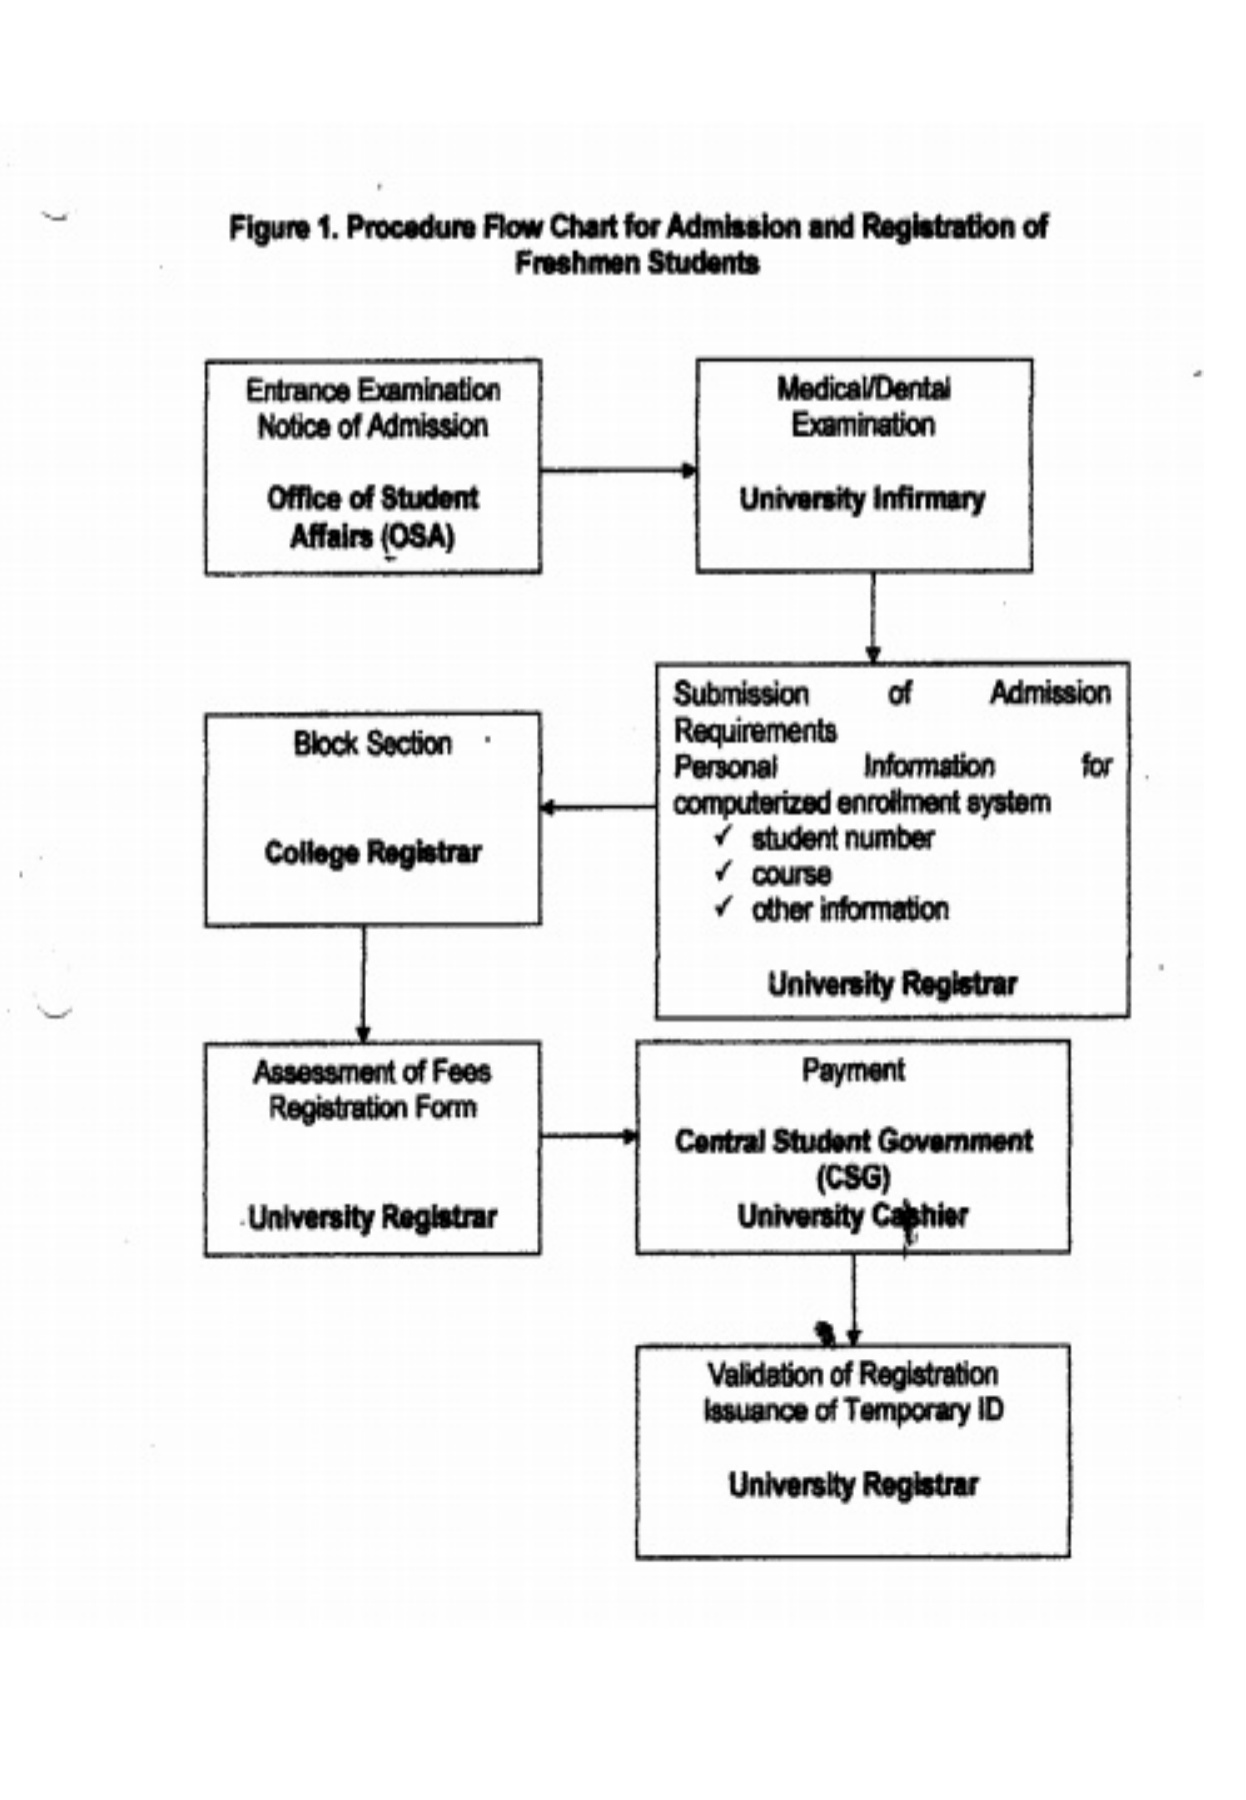 Figure 1. Procedure Flow Chart for Admission and Registration of
Freshmen Students
Entrance Examination
Notice of Admission
Office of Student
Affairs (OSA)
Medical/Dental
Examination
University Infirmary
Submission of Admission
Requirements
Personal Information for
computerized enrollment system
✓ student number
✓ course
✓ other information
University Registrar
Block Section
College Registrar
Assessment of Fees
Registration Form
University Registrar
Payment
Central Student Government
(CSG)
University Cashier
Validation of Registration
Issuance of Temporary ID
University Registrar